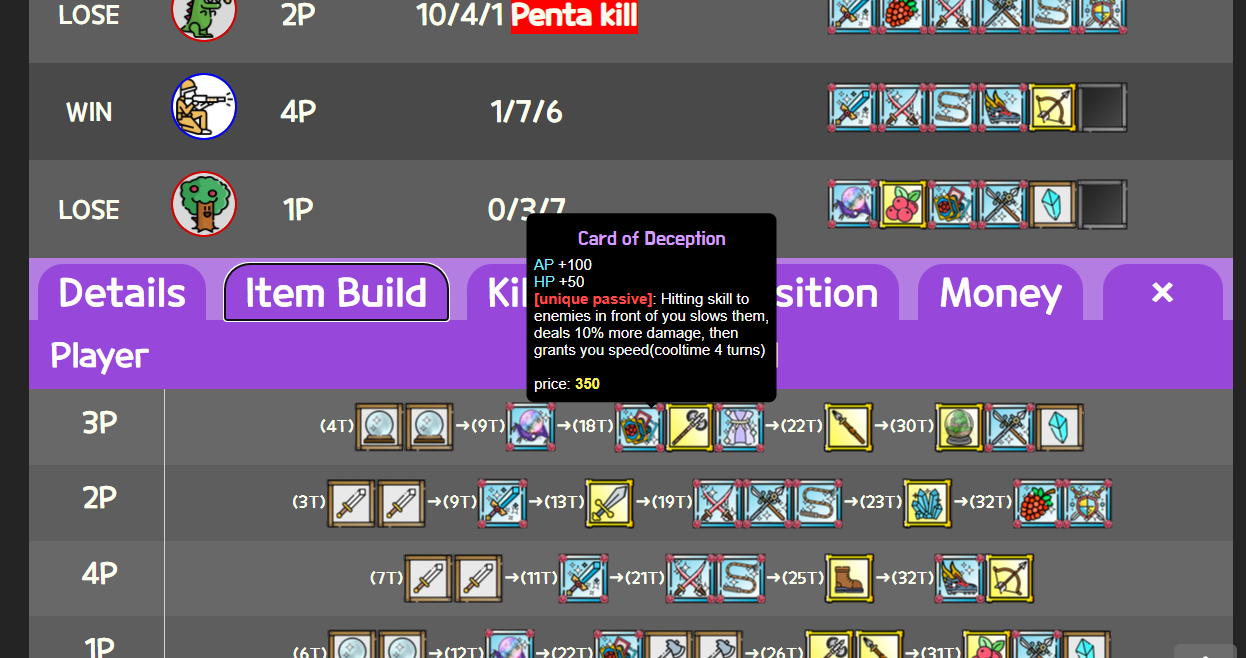 LOSE 2P 10/4/1 Penta kill
WIN 4P 1/7/6
LOSE 1P 0/3/7
Card of Deception
AP +100
HP +50
[unique passive]: Hitting skill to
enemies in front of you slows them,
deals 10% more damage, then
grants you speed(cooltime 4 turns)
price: 350
Details Item Build Kil sition Money ×
Player
3P (4T) →(9T) →(18T) →(22T) →(30T)
2P (3T) →(9T) →(13T) →(19T) →(23T) →(32T)
4P (7T) →(11T) →(21T) →(25T) →(32T)
1P (6T) →(12T) →(22T) →(26T) →(31T)